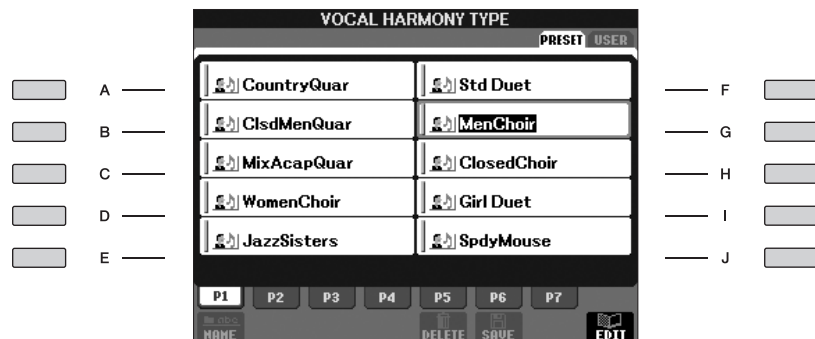 VOCAL HARMONY TYPE
PRESET USER
A CountryQuar Std Duet F
B ClsdMenQuar MenChoir G
C MixAcapQuar ClosedChoir H
D WomenChoir Girl Duet I
E JazzSisters SpdyMouse J
P1 P2 P3 P4 P5 P6 P7
NAME DELETE SAVE EDIT